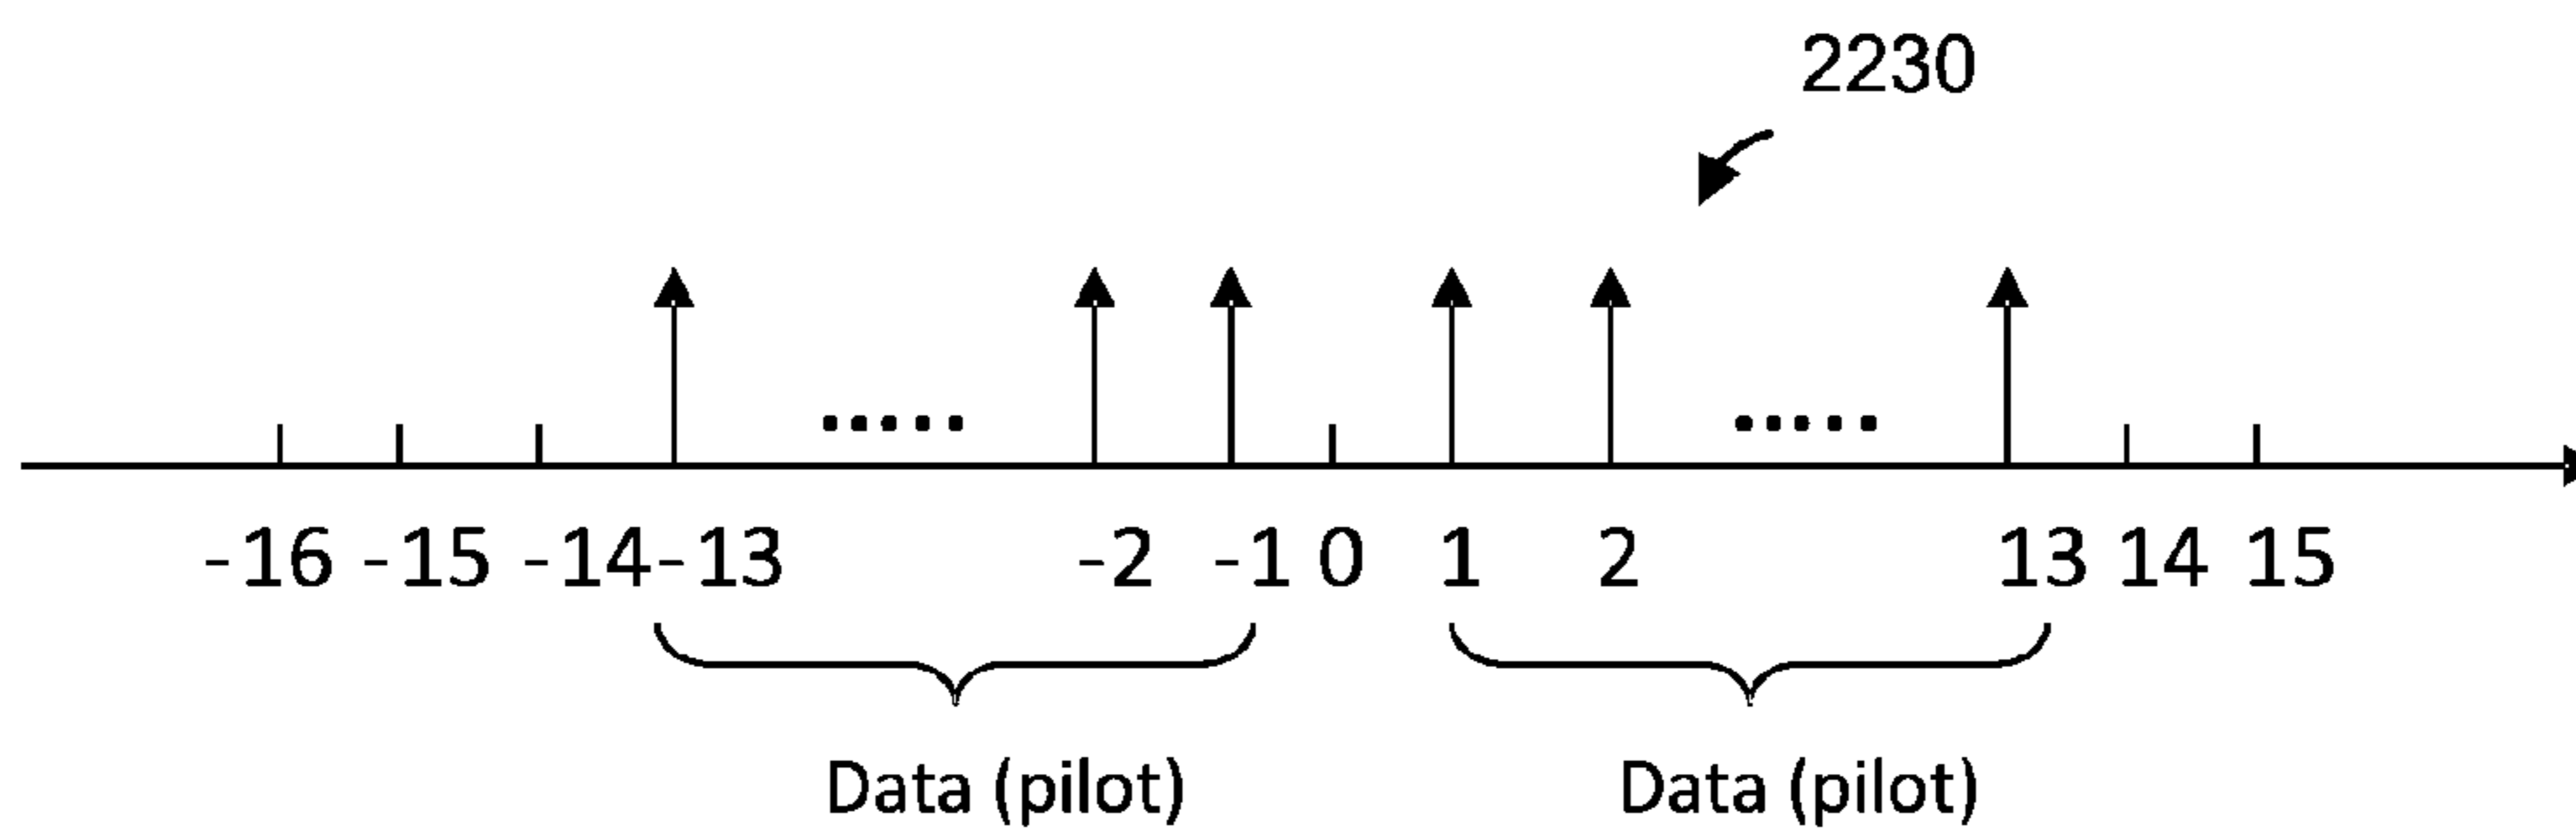 2230
-16 -15 -14 -13 ..... -2 -1 0 1 2 ..... 13 14 15
Data (pilot) Data (pilot)